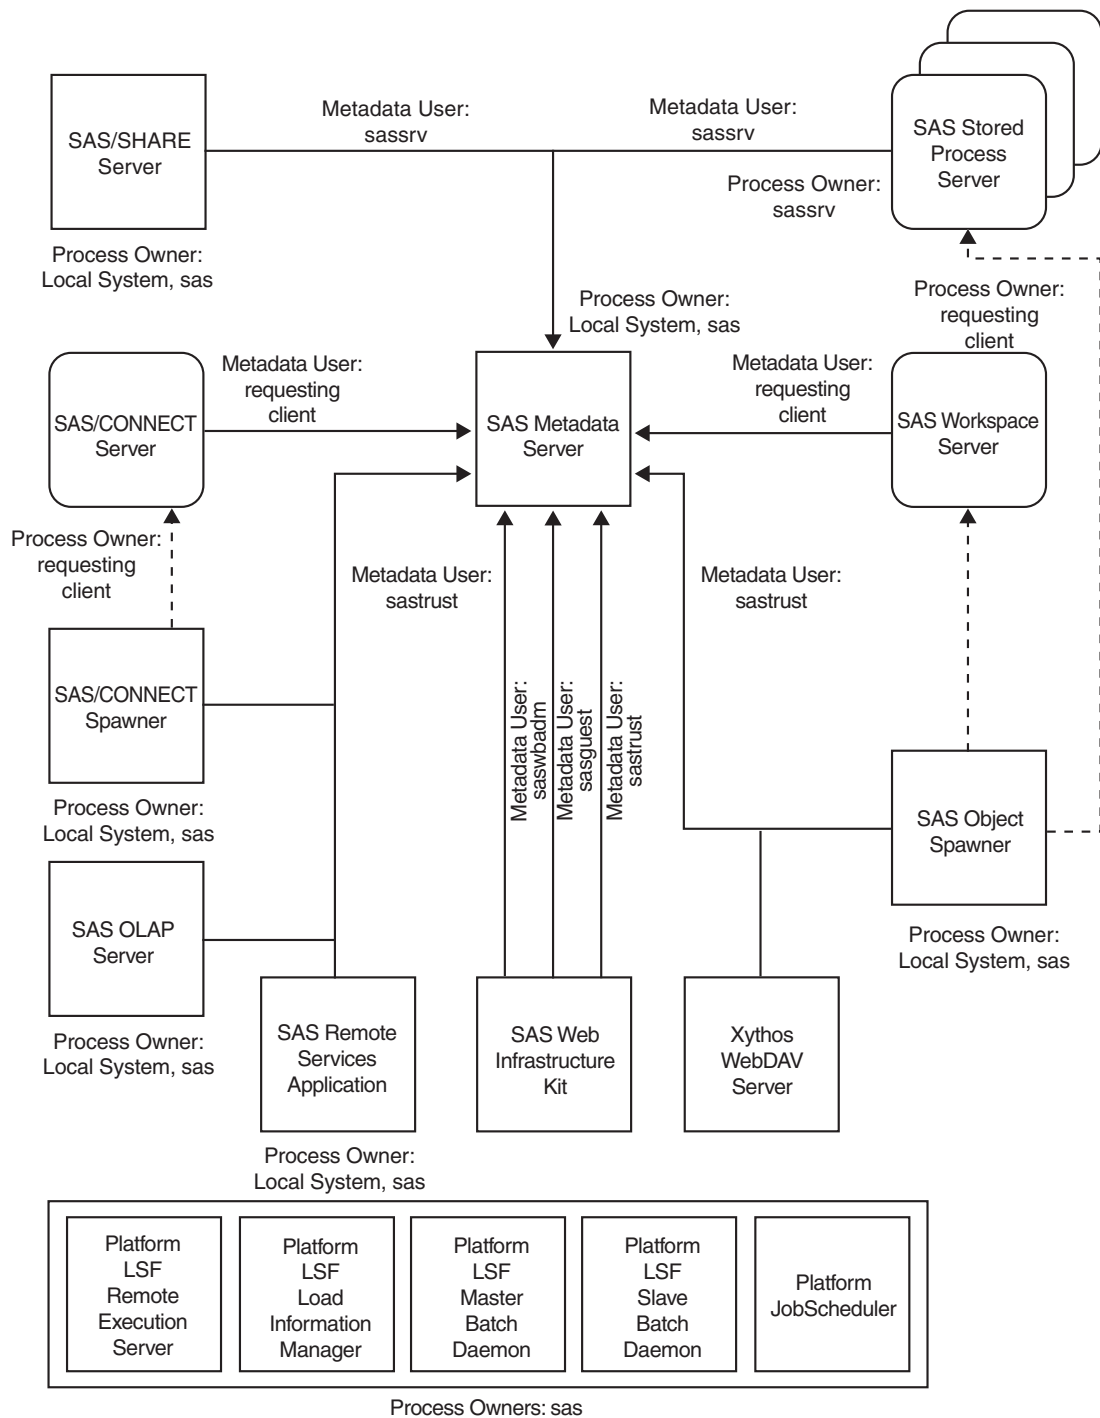 Metadata User:
sassrv
Metadata User:
sassrv
SAS/SHARE
Server
SAS Stored
Process
Server
Process Owner:
sassrv
Process Owner:
Local System, sas
Process Owner:
Local System, sas
Process Owner:
requesting
client
Metadata User:
requesting
client
Metadata User:
requesting
client
SAS/CONNECT
Server
SAS Metadata
Server
SAS Workspace
Server
Process Owner:
requesting
client
Metadata User:
sastrust
Metadata User:
sastrust
SAS/CONNECT
Spawner
Metadata User:
saswbadm
Metadata User:
sasguest
Metadata User:
sastrust
Process Owner:
Local System, sas
SAS Object
Spawner
Process Owner:
Local System, sas
SAS OLAP
Server
Process Owner:
Local System, sas
SAS Remote
Services
Application
SAS Web
Infrastructure
Kit
Xythos
WebDAV
Server
Process Owner:
Local System, sas
Platform
LSF
Remote
Execution
Server
Platform
LSF
Load
Information
Manager
Platform
LSF
Master
Batch
Daemon
Platform
LSF
Slave
Batch
Daemon
Platform
JobScheduler
Process Owners: sas